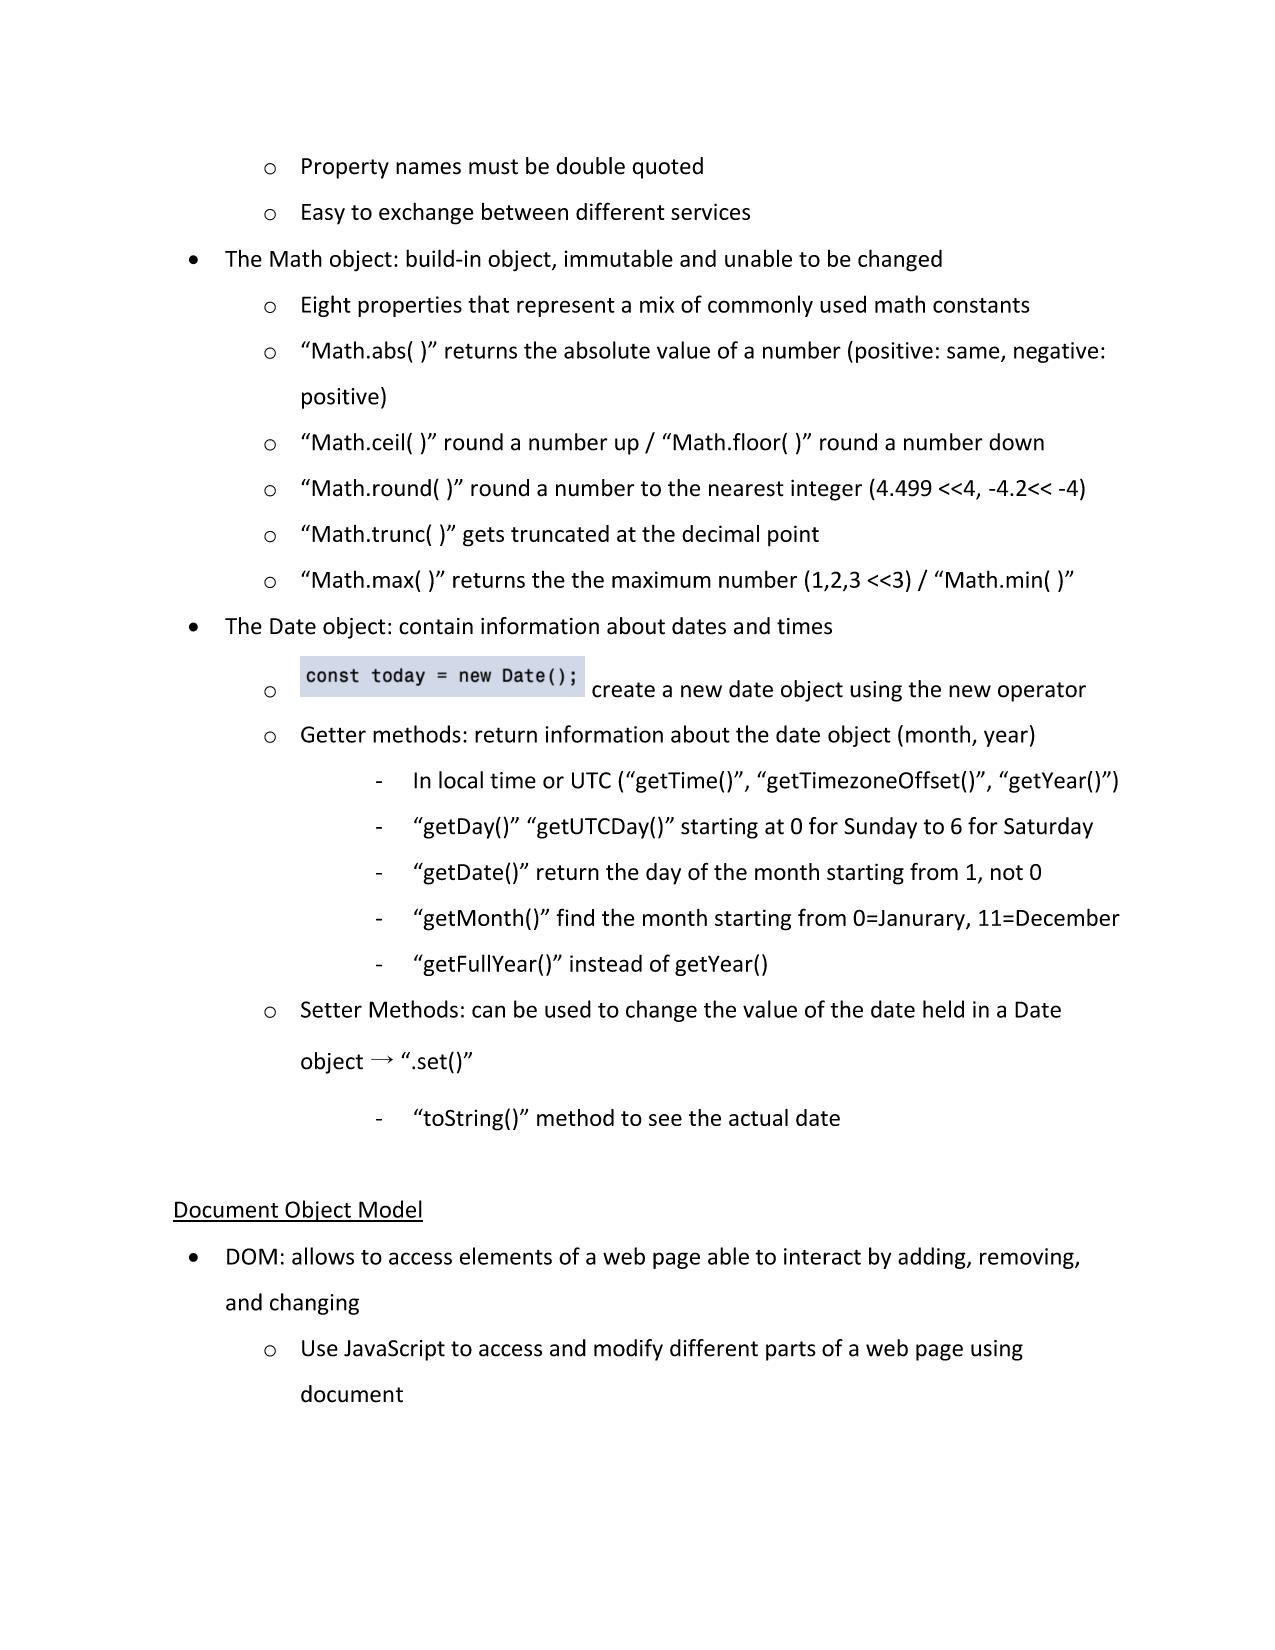 ○ Property names must be double quoted
○ Easy to exchange between different services
• The Math object: build-in object, immutable and unable to be changed
○ Eight properties that represent a mix of commonly used math constants
○ “Math.abs( )” returns the absolute value of a number (positive: same, negative:
positive)
○ “Math.ceil( )” round a number up / “Math.floor( )” round a number down
○ “Math.round( )” round a number to the nearest integer (4.499 <<4, -4.2<< -4)
○ “Math.trunc( )” gets truncated at the decimal point
○ “Math.max( )” returns the the maximum number (1,2,3 <<3) / “Math.min( )”
• The Date object: contain information about dates and times
○ const today = new Date(); create a new date object using the new operator
○ Getter methods: return information about the date object (month, year)
- In local time or UTC (“getTime()”, “getTimezoneOffset()”, “getYear()”)
- “getDay()” “getUTCDay()” starting at 0 for Sunday to 6 for Saturday
- “getDate()” return the day of the month starting from 1, not 0
- “getMonth()” find the month starting from 0=Janurary, 11=December
- “getFullYear()” instead of getYear()
○ Setter Methods: can be used to change the value of the date held in a Date
object → “.set()”
- “toString()” method to see the actual date
Document Object Model
• DOM: allows to access elements of a web page able to interact by adding, removing,
and changing
○ Use JavaScript to access and modify different parts of a web page using
document